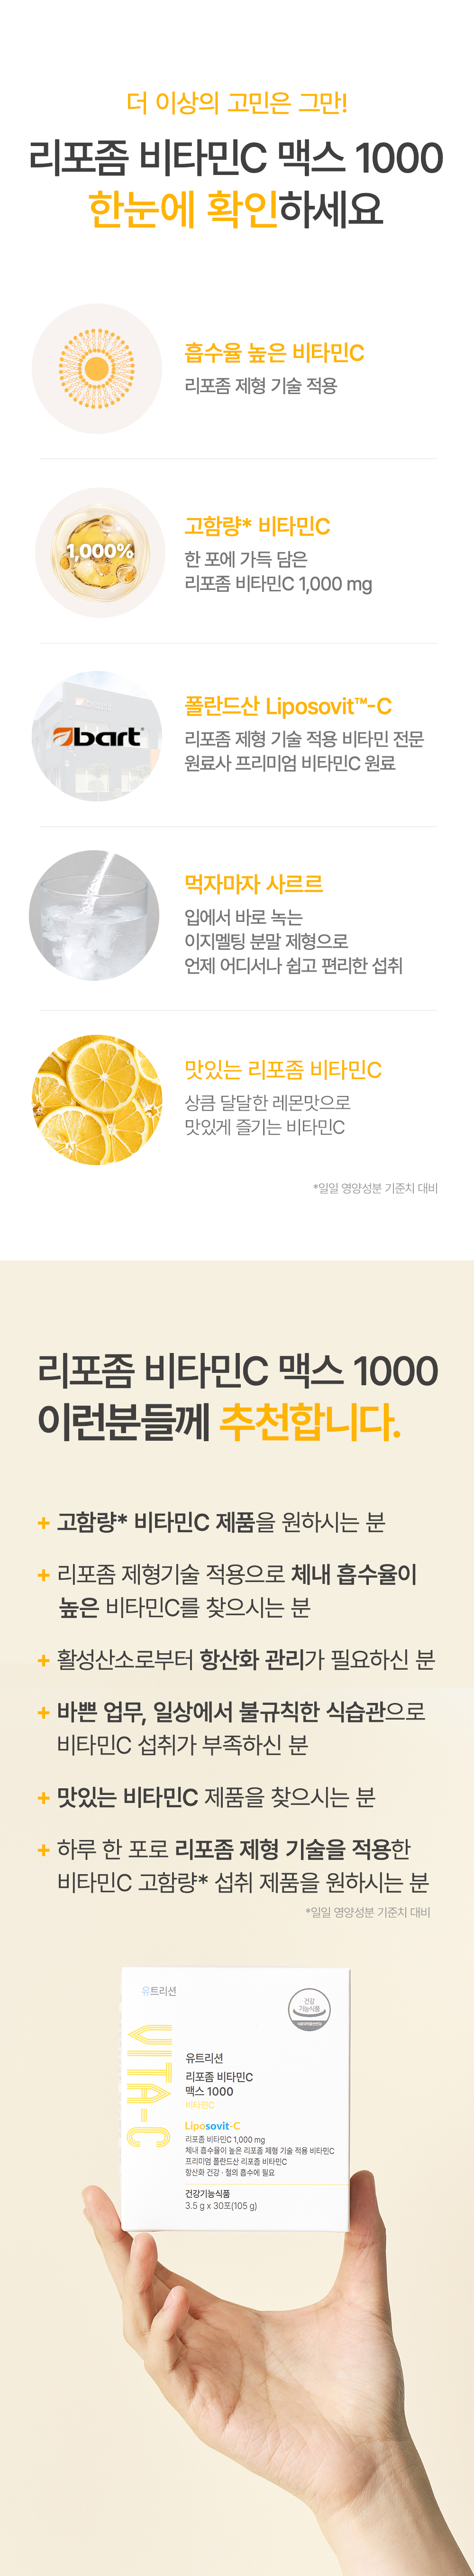 더 이상의 고민은 그만!
리포좀 비타민C 맥스 1000
한눈에 확인하세요
흡수율 높은 비타민C
리포좀 제형 기술 적용
1,000%
고함량* 비타민C
한 포에 가득 담은
리포좀 비타민C 1,000 mg
bart®
폴란드산 Liposovit™-C
리포좀 제형 기술 적용 비타민 전문
원료사 프리미엄 비타민C 원료
먹자마자 사르르
입에서 바로 녹는
이지멜팅 분말 제형으로
언제 어디서나 쉽고 편리한 섭취
맛있는 리포좀 비타민C
상큼 달달한 레몬맛으로
맛있게 즐기는 비타민C
*일일 영양성분 기준치 대비
리포좀 비타민C 맥스 1000
이런분들께 추천합니다.
+ 고함량* 비타민C 제품을 원하시는 분
+ 리포좀 제형기술 적용으로 체내 흡수율이
높은 비타민C를 찾으시는 분
+ 활성산소로부터 항산화 관리가 필요하신 분
+ 바쁜 업무, 일상에서 불규칙한 식습관으로
비타민C 섭취가 부족하신 분
+ 맛있는 비타민C 제품을 찾으시는 분
+ 하루 한 포로 리포좀 제형 기술을 적용한
비타민C 고함량* 섭취 제품을 원하시는 분
*일일 영양성분 기준치 대비
유트리션
건강
기능식품
VITA-C
유트리션
리포좀 비타민C
맥스 1000
비타민C
Liposovit-C
리포좀 비타민C 1,000 mg
체내 흡수율이 높은 리포좀 제형 기술 적용 비타민C
프리미엄 폴란드산 리포좀 비타민C
항산화 건강 · 철의 흡수에 필요
건강기능식품
3.5 g x 30포(105 g)